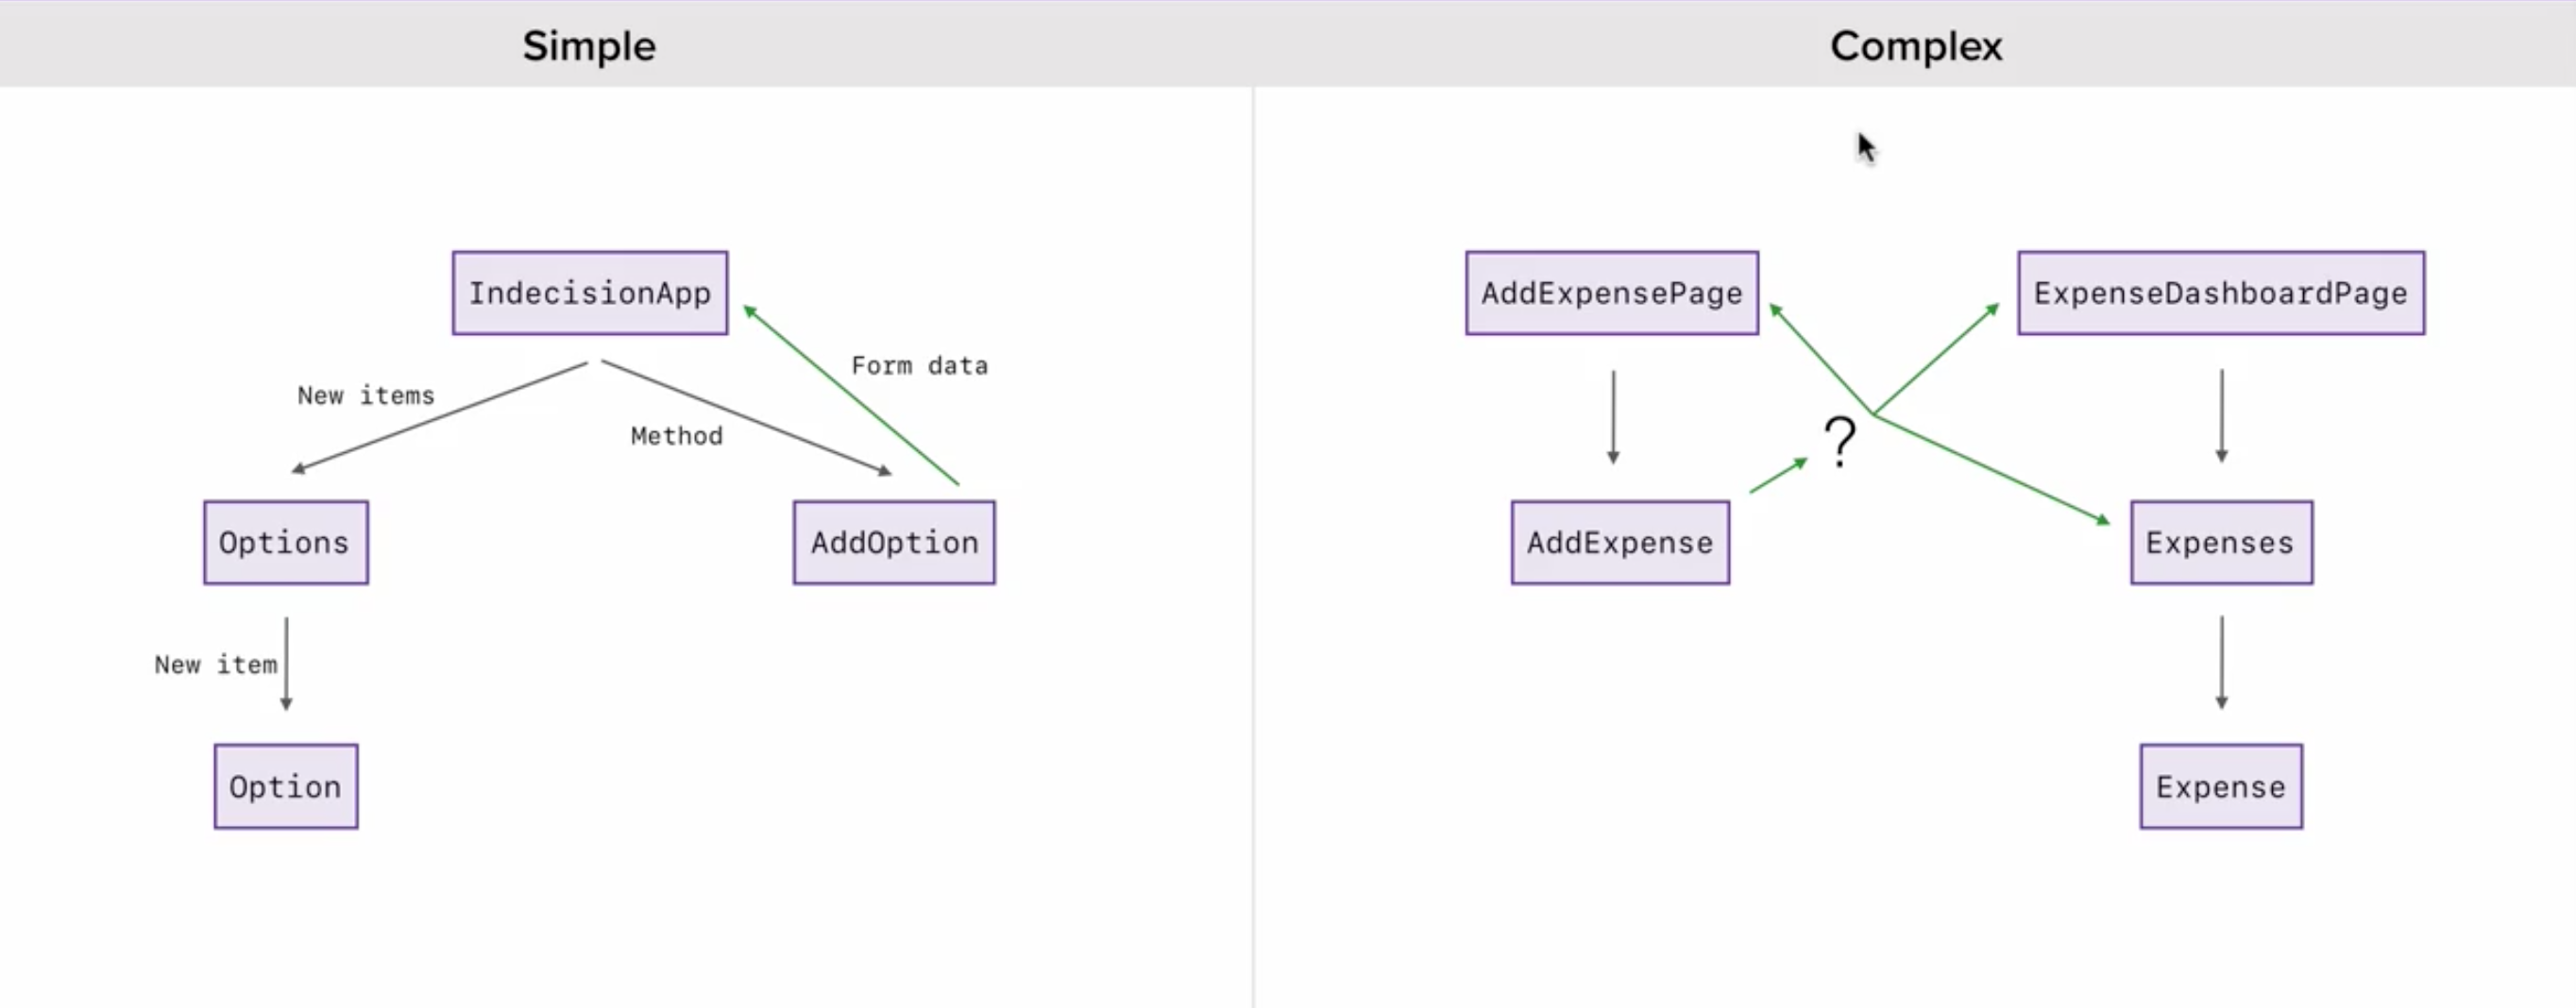 Simple
IndecisionApp
New items
Method
Form data
Options
AddOption
New item
Option
Complex
AddExpensePage
ExpenseDashboardPage
?
AddExpense
Expenses
Expense